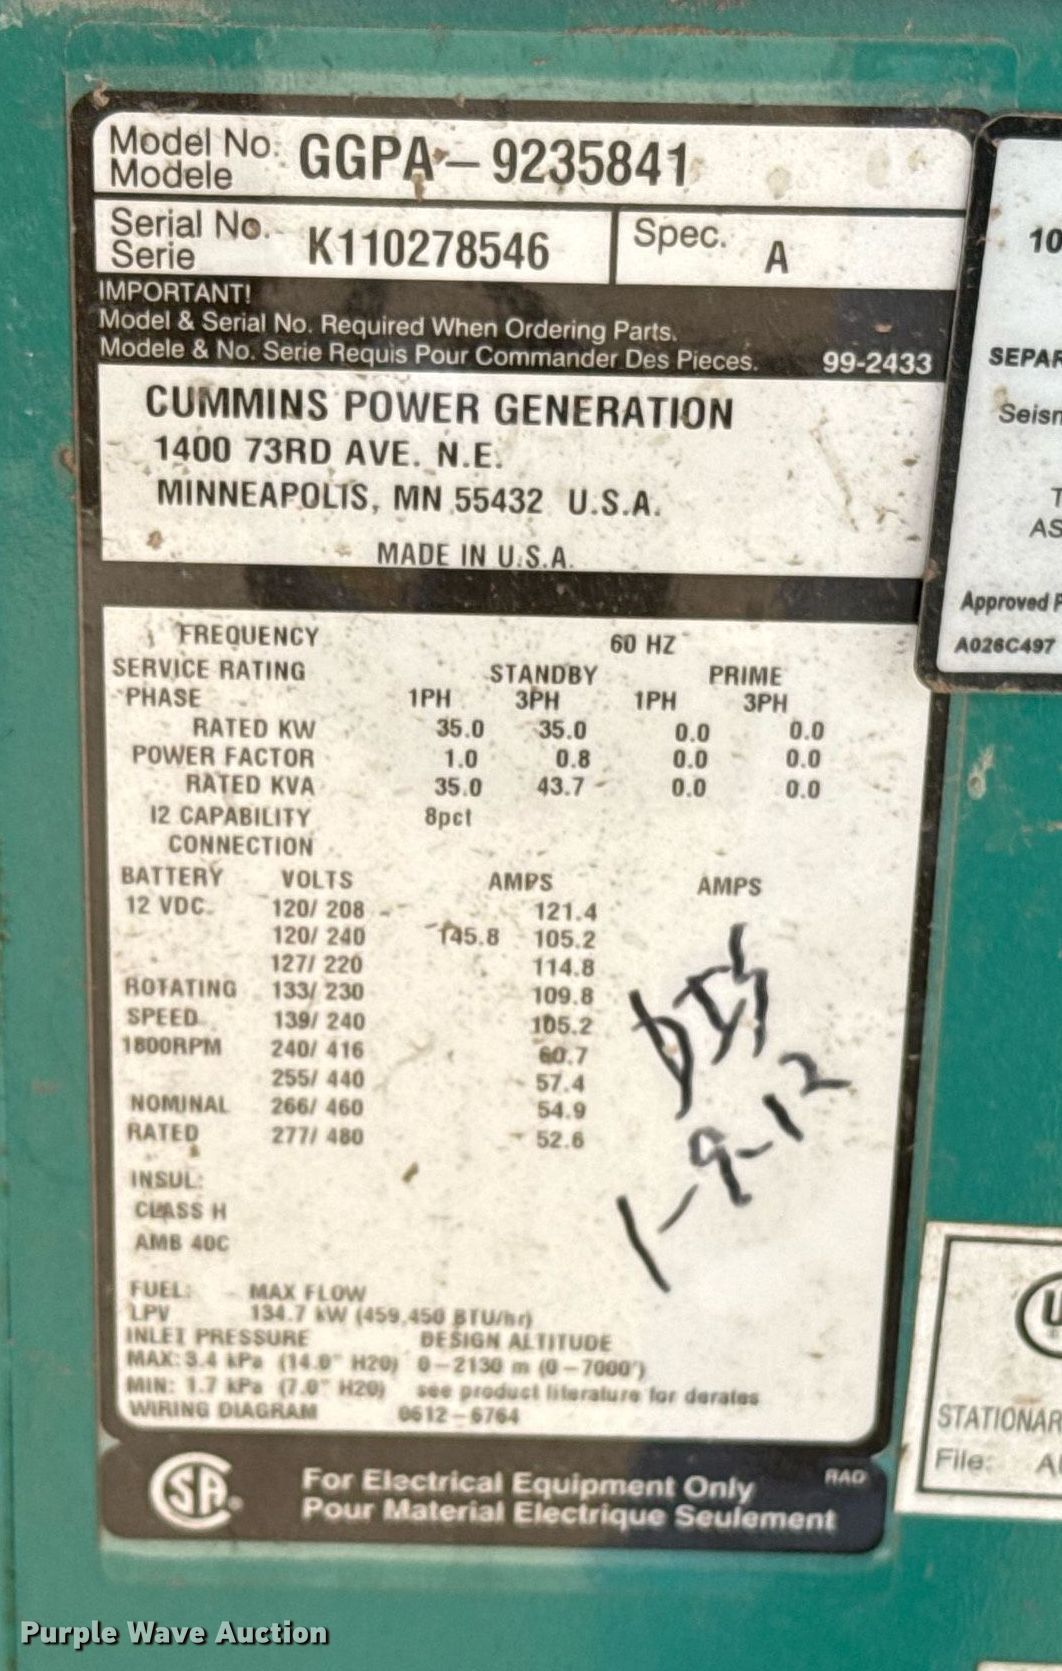 Model No. GGPA-9235841
Modele
Serial No. K110278546 Spec. A
Serie
IMPORTANT!
Model & Serial No. Required When Ordering Parts.
Modele & No. Serie Requis Pour Commander Des Pieces. 99-2433
CUMMINS POWER GENERATION
1400 73RD AVE. N.E.
MINNEAPOLIS, MN 55432 U.S.A.
MADE IN U.S.A.
FREQUENCY 60 HZ
SERVICE RATING STANDBY PRIME
PHASE 1PH 3PH 1PH 3PH
RATED KW 35.0 35.0 0.0 0.0
POWER FACTOR 1.0 0.8 0.0 0.0
RATED KVA 35.0 43.7 0.0 0.0
I2 CAPABILITY 8pct
CONNECTION
BATTERY VOLTS AMPS AMPS
12 VDC. 120/ 208 121.4
120/ 240 145.8 105.2
127/ 220 114.8
ROTATING 133/ 230 109.8
SPEED 139/ 240 105.2
1800RPM 240/ 416 60.7
255/ 440 57.4
NOMINAL 266/ 460 54.9
RATED 277/ 480 52.6
1-9-12
INSUL:
CLASS H
AMB 40C
FUEL: MAX FLOW
LPV 134.7 kW (459,450 BTU/hr)
INLET PRESSURE DESIGN ALTITUDE
MAX: 3.4 kPa (14.0" H20) 0-2130 m (0-7000')
MIN: 1.7 kPa (7.0" H20) see product literature for derates
WIRING DIAGRAM 0612-6764
For Electrical Equipment Only RAD
Pour Material Electrique Seulement
10
SEPAR
Seism
AS
Approved F
A026C497
STATIONAR
File:
Purple Wave Auction